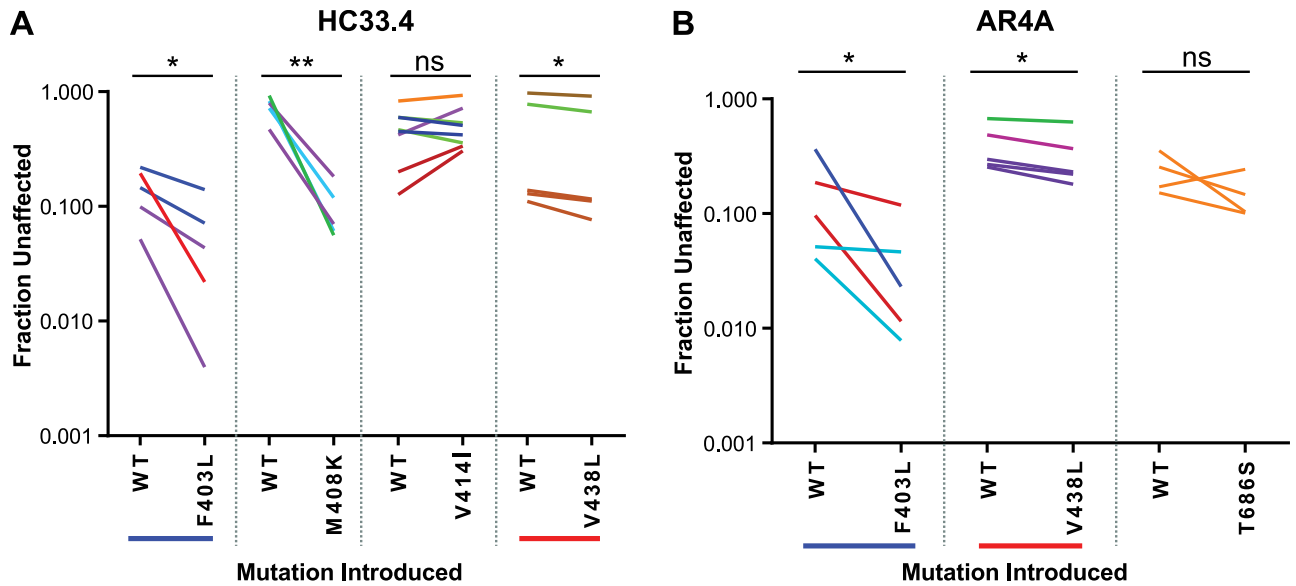 A
HC33.4
* ** ns *
Fraction Unaffected
1.000
0.100
0.010
0.001
WT F403L WT M408K WT V414I WT V438L
Mutation Introduced
B
AR4A
* * ns
Fraction Unaffected
1.000
0.100
0.010
0.001
WT F403L WT V438L WT T686S
Mutation Introduced